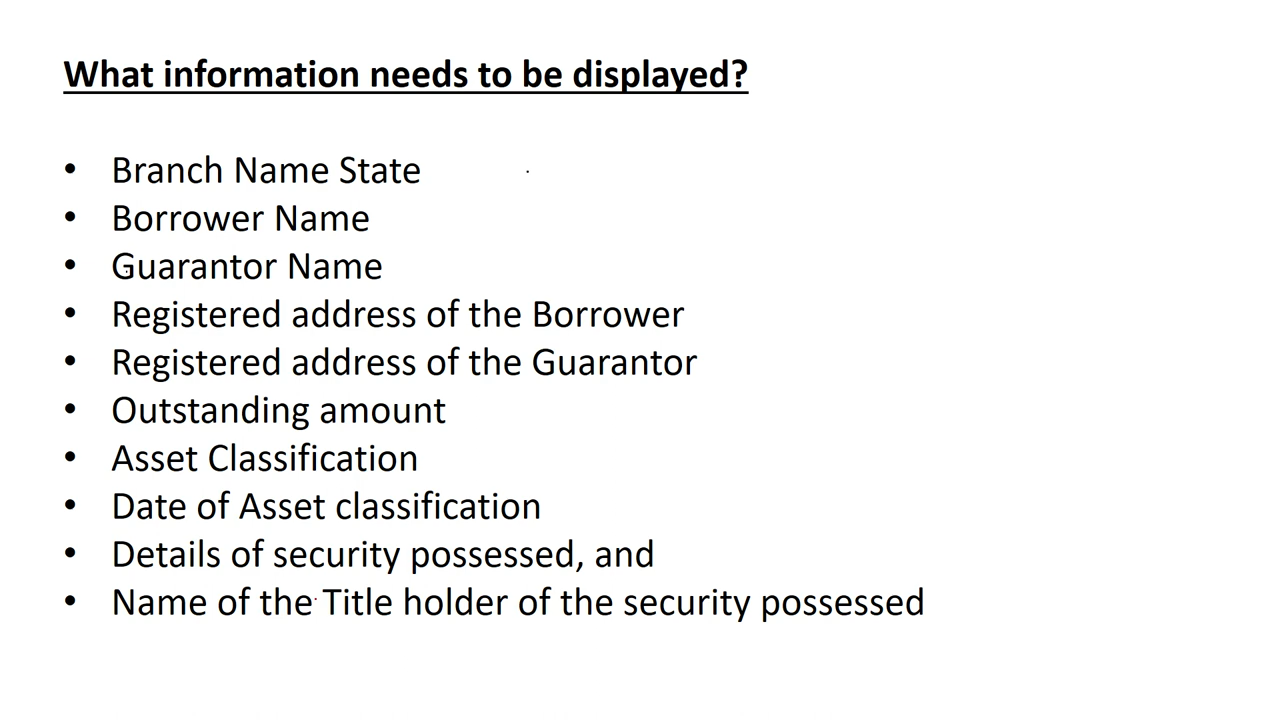 What information needs to be displayed?
• Branch Name State
• Borrower Name
• Guarantor Name
• Registered address of the Borrower
• Registered address of the Guarantor
• Outstanding amount
• Asset Classification
• Date of Asset classification
• Details of security possessed, and
• Name of the Title holder of the security possessed